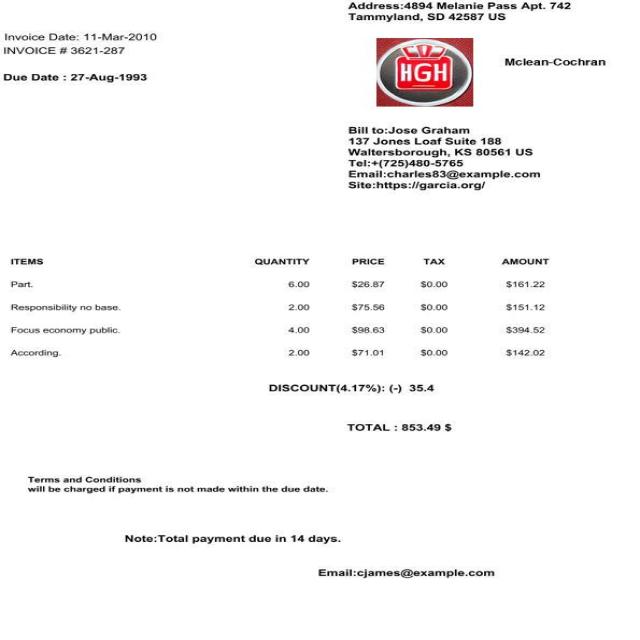 Address:4894 Melanie Pass Apt. 742
Tammyland, SD 42587 US
Invoice Date: 11-Mar-2010
INVOICE # 3621-287
Due Date : 27-Aug-1993
HGH
Mclean-Cochran
Bill to:Jose Graham
137 Jones Loaf Suite 188
Waltersborough, KS 80561 US
Tel:+(725)480-5765
Email:charles83@example.com
Site:https://garcia.org/
ITEMS QUANTITY PRICE TAX AMOUNT
Part. 6.00 $26.87 $0.00 $161.22
Responsibility no base. 2.00 $75.56 $0.00 $151.12
Focus economy public. 4.00 $98.63 $0.00 $394.52
According. 2.00 $71.01 $0.00 $142.02
DISCOUNT(4.17%): (-) 35.4
TOTAL : 853.49 $
Terms and Conditions
will be charged if payment is not made within the due date.
Note:Total payment due in 14 days.
Email:cjames@example.com